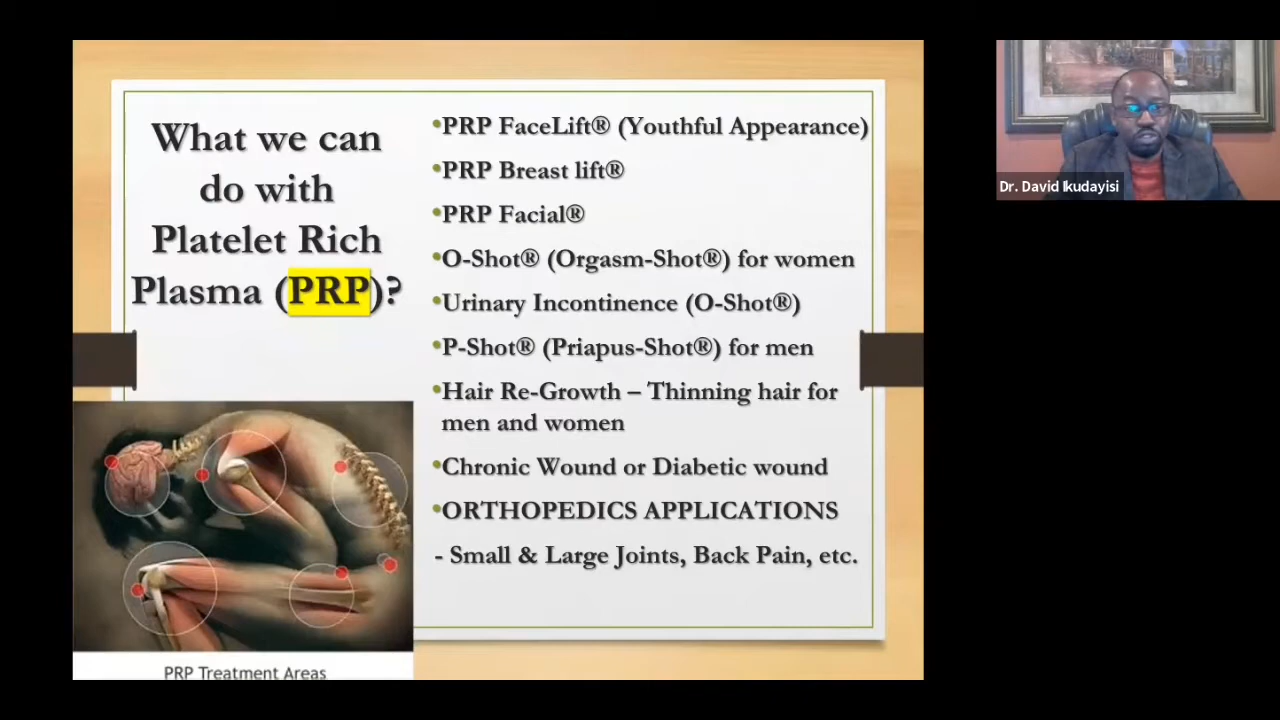 What we can
do with
Platelet Rich
Plasma (PRP)?
•PRP FaceLift® (Youthful Appearance)
•PRP Breast lift®
•PRP Facial®
•O-Shot® (Orgasm-Shot®) for women
•Urinary Incontinence (O-Shot®)
•P-Shot® (Priapus-Shot®) for men
•Hair Re-Growth – Thinning hair for
men and women
•Chronic Wound or Diabetic wound
•ORTHOPEDICS APPLICATIONS
- Small & Large Joints, Back Pain, etc.
PRP Treatment Areas
Dr. David Ikudayisi